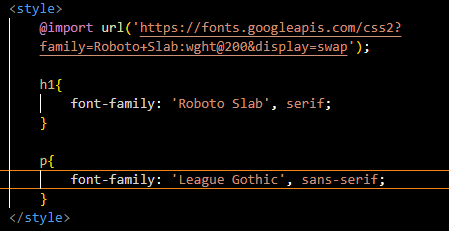 <style>
@import url('https://fonts.googleapis.com/css2?
family=Roboto+Slab:wght@200&display=swap');
h1{
font-family: 'Roboto Slab', serif;
}
p{
font-family: 'League Gothic', sans-serif;
}
</style>